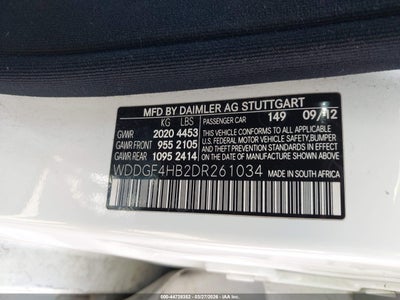 MFD BY DAIMLER AG STUTTGART
KG LBS PASSENGER CAR 149 09/12
GVWR 2020 4453 THIS VEHICLE CONFORMS TO ALL APPLICABLE
GAWR FRONT 955 2105 U.S. FEDERAL MOTOR VEHICLE SAFETY,BUMPER
GAWR REAR 1095 2414 AND THEFT PREVENTION STANDARDS IN EFFECT
ON THE DATE OF MANUFACTURE SHOWN ABOVE.
WDDGF4HB2DR261034 MADE IN SOUTH AFRICA